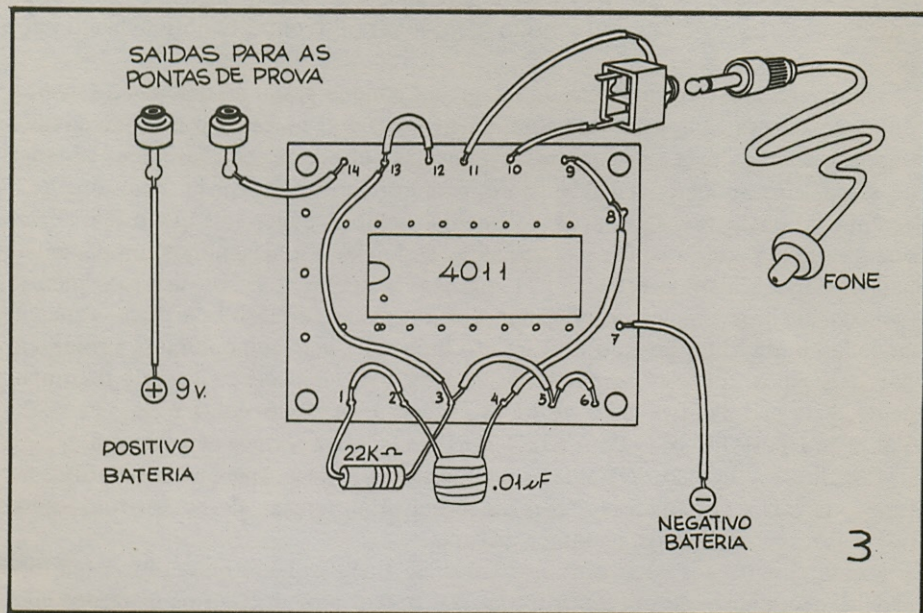 SAIDAS PARA AS
PONTAS DE PROVA
14
13
12
11
10
9
8
4011
FONE
7
9v.
1
2
3
4
5
6
POSITIVO
BATERIA
22KΩ
.01µF
NEGATIVO
BATERIA
3